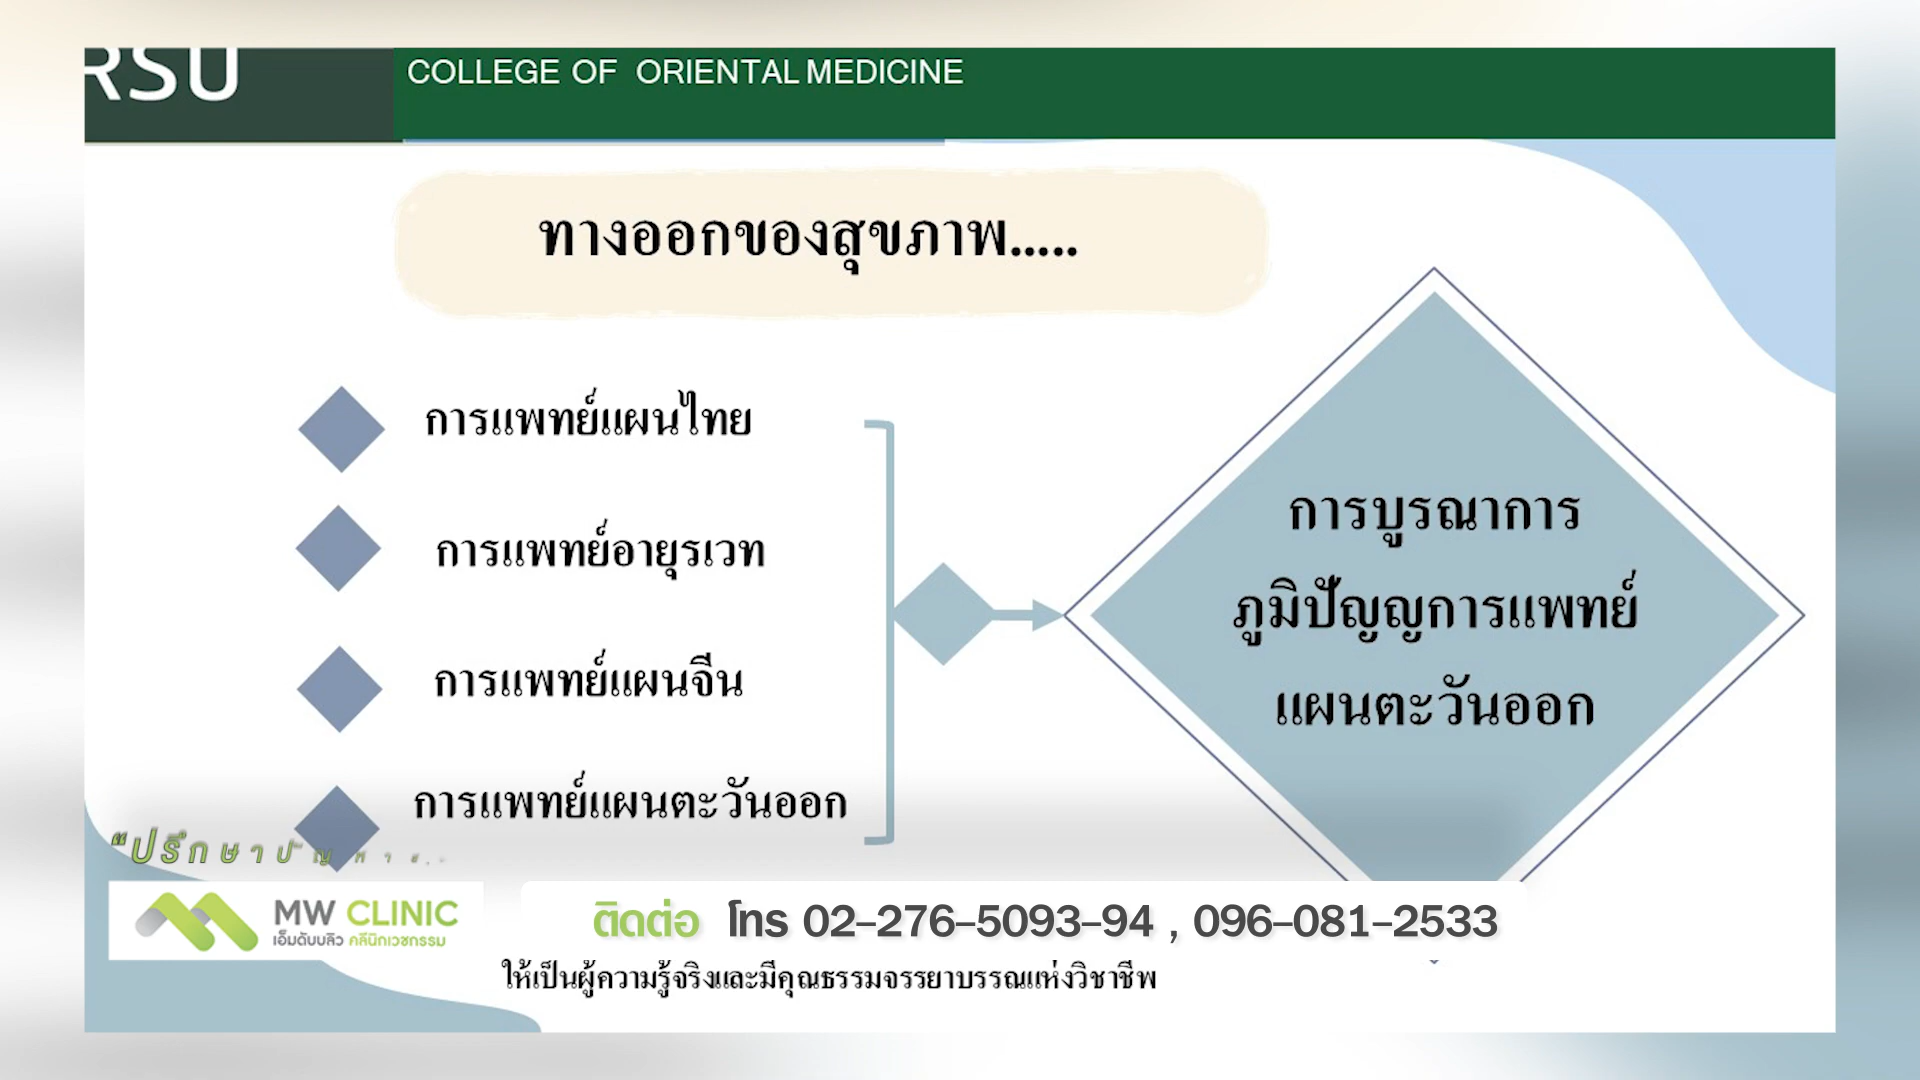 RSU
COLLEGE OF ORIENTAL MEDICINE
ทางออกของสุขภาพ.....
การแพทย์แผนไทย
การแพทย์อายุรเวท
การแพทย์แผนจีน
การแพทย์แผนตะวันออก
การบูรณาการ
ภูมิปัญญการแพทย์
แผนตะวันออก
“ปรึกษาปัญหา
MW CLINIC
เอ็มดับบลิว คลีนิกเวชกรรม
ติดต่อ โทร 02-276-5093-94 , 096-081-2533
ให้เป็นผู้ความรู้จริงและมีคุณธรรมจรรยาบรรณแห่งวิชาชีพ